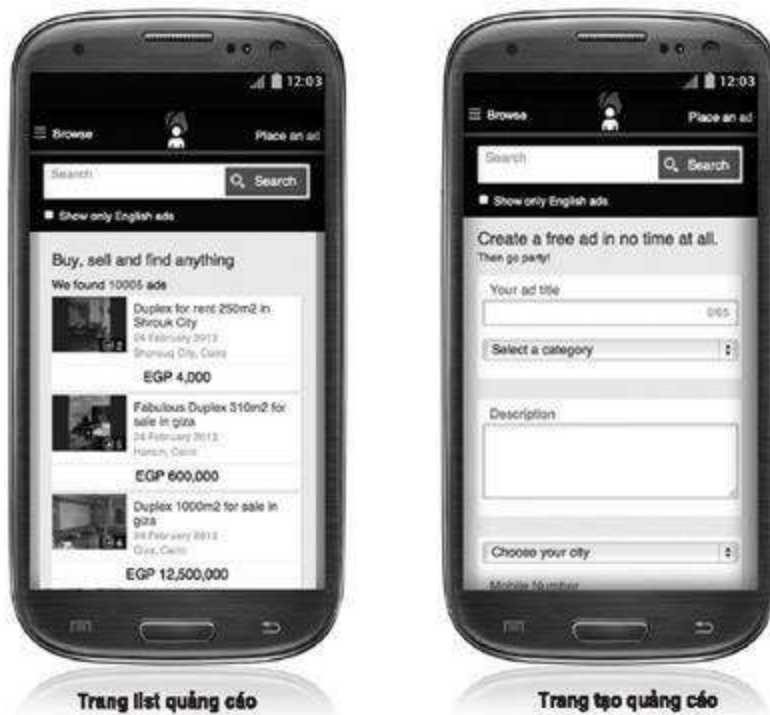 12:03
Browse
Place an ad
Search
Search
Show only English ads
Buy, sell and find anything
We found 10005 ads
Duplex for rent 250m2 in
Shrouk City
24 February 2013
Shorouq City, Cairo
EGP 4,000
Fabulous Duplex 310m2 for
sale in giza
24 February 2013
Haram, Cairo
EGP 600,000
Duplex 1000m2 for sale in
giza
24 February 2013
Giza, Cairo
EGP 12,500,000
Trang list quảng cáo
12:03
Browse
Place an ad
Search
Search
Show only English ads
Create a free ad in no time at all.
Then go party!
Your ad title
0/65
Select a category
Description
Choose your city
Mobile Number
Trang tạo quảng cáo